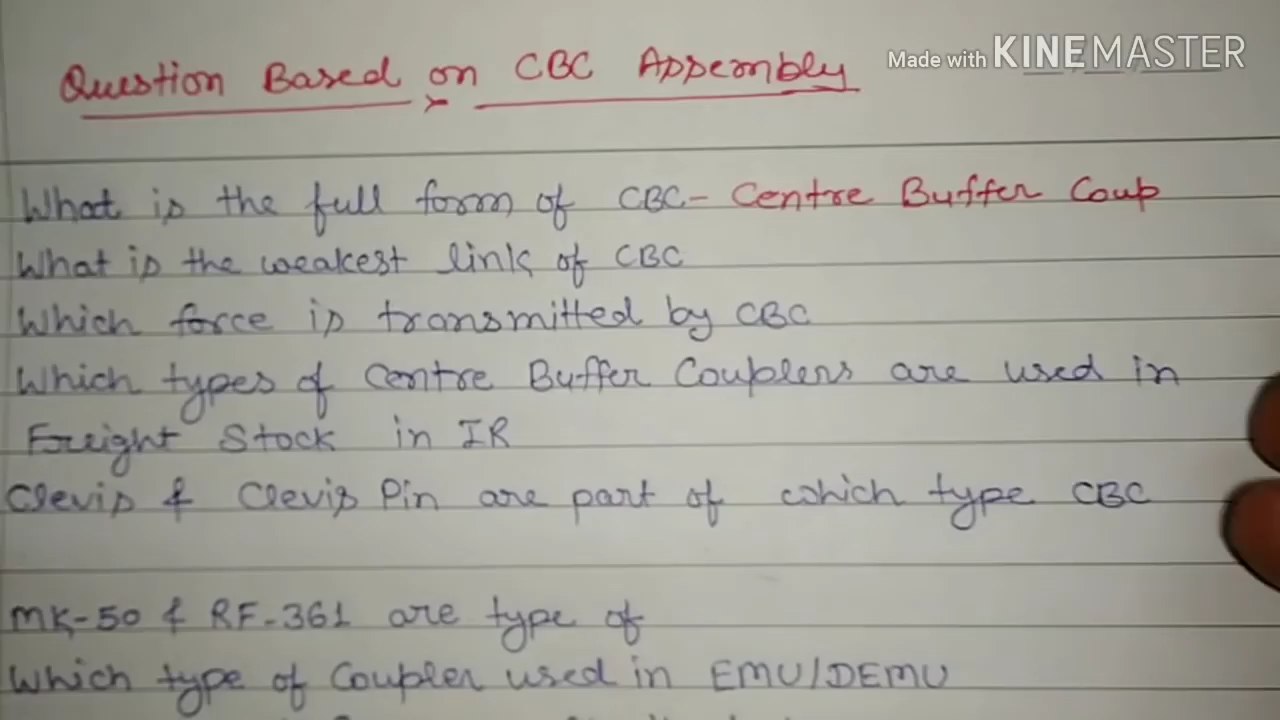 Made with KINEMASTER
Question Based on CBC Assembly
What is the full form of CBC- Centre Buffer Coup
What is the weakest link of CBC
Which force is transmitted by CBC
Which types of Centre Buffer Couplers are used in
Freight Stock in IR
Clevis & Clevis Pin are part of which type CBC
MK-50 & RF-361 are type of
Which type of Coupler used in EMU/DEMU